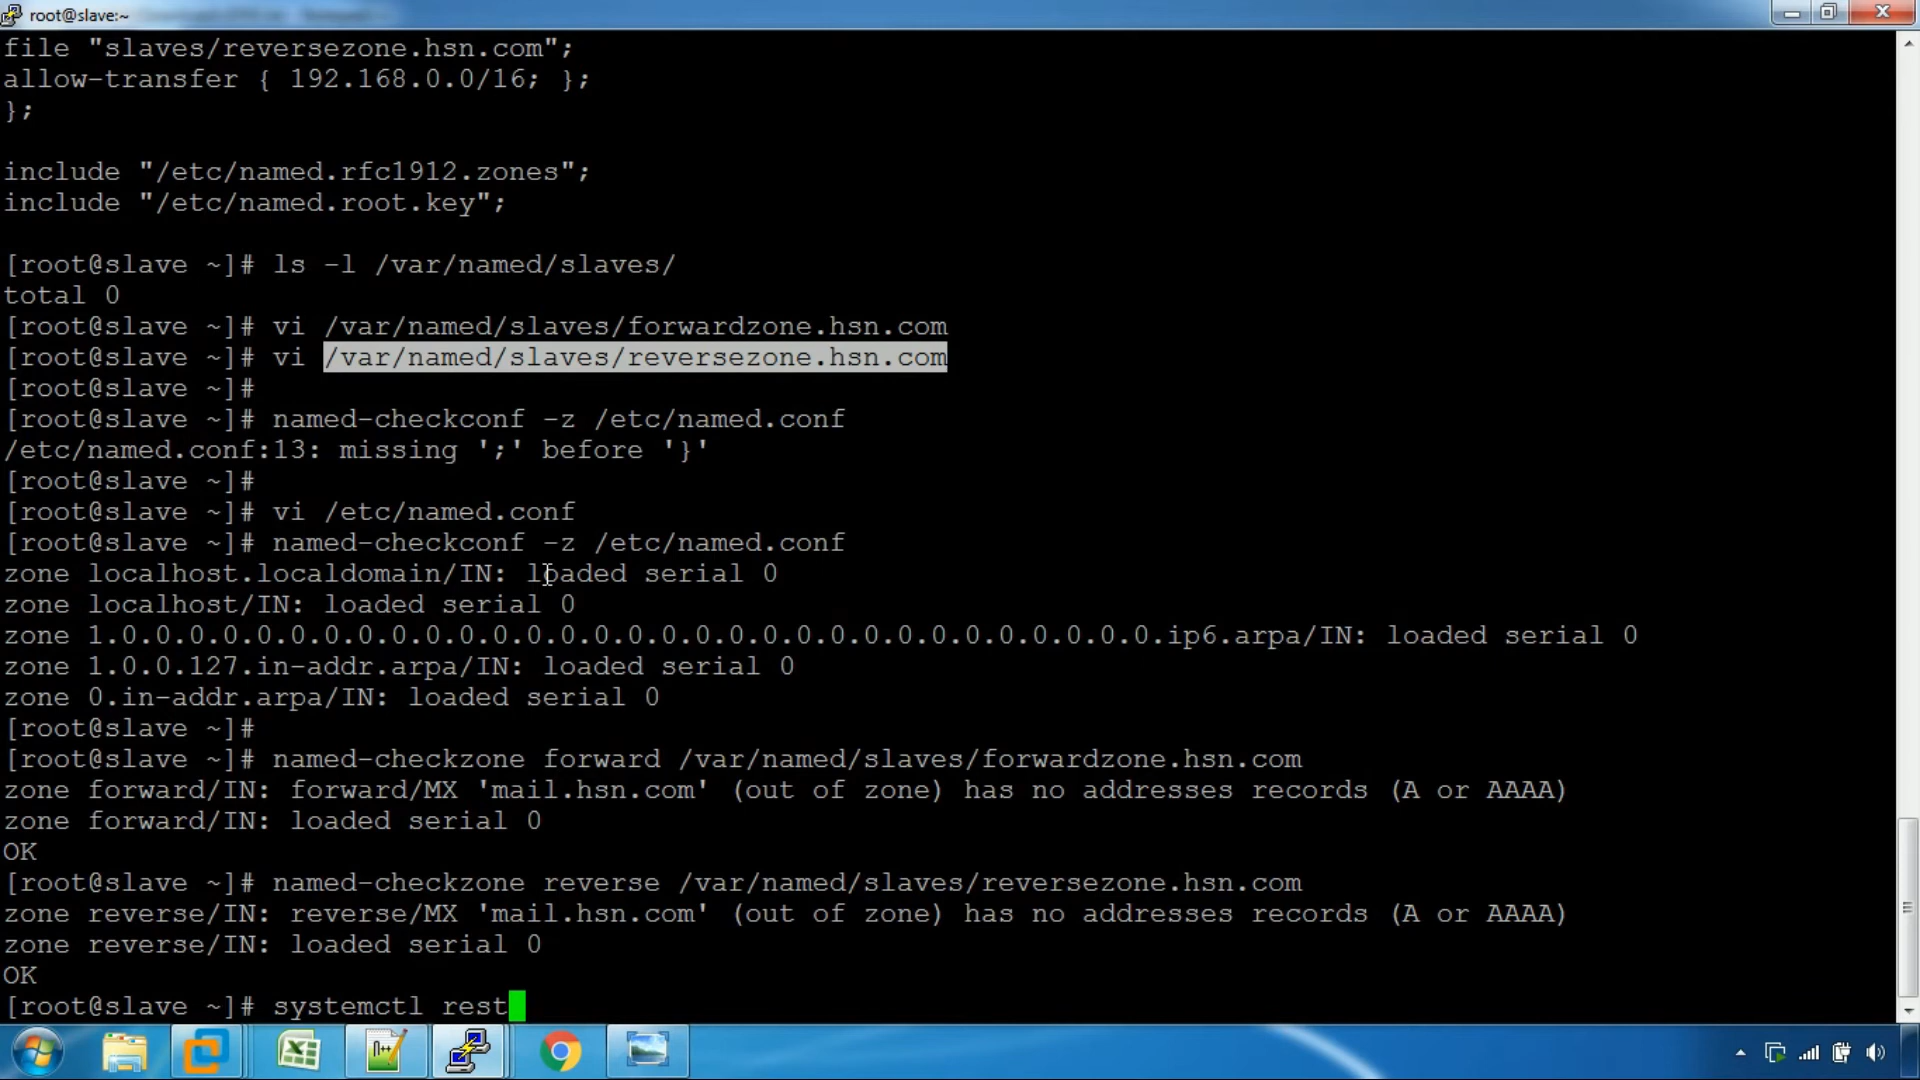 root@slave:~
file "slaves/reversezone.hsn.com";
allow-transfer { 192.168.0.0/16; };
};
include "/etc/named.rfc1912.zones";
include "/etc/named.root.key";
[root@slave ~]# ls -l /var/named/slaves/
total 0
[root@slave ~]# vi /var/named/slaves/forwardzone.hsn.com
[root@slave ~]# vi /var/named/slaves/reversezone.hsn.com
[root@slave ~]#
[root@slave ~]# named-checkconf -z /etc/named.conf
/etc/named.conf:13: missing ';' before '}'
[root@slave ~]#
[root@slave ~]# vi /etc/named.conf
[root@slave ~]# named-checkconf -z /etc/named.conf
zone localhost.localdomain/IN: loaded serial 0
zone localhost/IN: loaded serial 0
zone 1.0.0.0.0.0.0.0.0.0.0.0.0.0.0.0.0.0.0.0.0.0.0.0.0.0.0.0.0.0.0.0.ip6.arpa/IN: loaded serial 0
zone 1.0.0.127.in-addr.arpa/IN: loaded serial 0
zone 0.in-addr.arpa/IN: loaded serial 0
[root@slave ~]#
[root@slave ~]# named-checkzone forward /var/named/slaves/forwardzone.hsn.com
zone forward/IN: forward/MX 'mail.hsn.com' (out of zone) has no addresses records (A or AAAA)
zone forward/IN: loaded serial 0
OK
[root@slave ~]# named-checkzone reverse /var/named/slaves/reversezone.hsn.com
zone reverse/IN: reverse/MX 'mail.hsn.com' (out of zone) has no addresses records (A or AAAA)
zone reverse/IN: loaded serial 0
OK
[root@slave ~]# systemctl rest